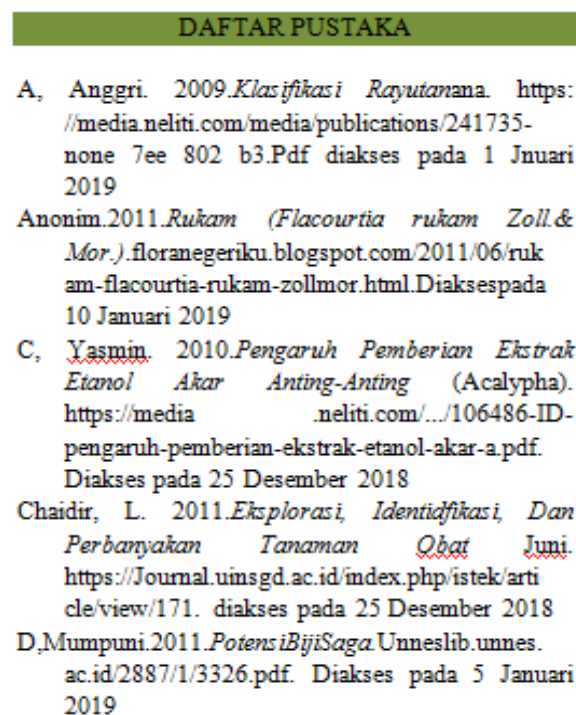 DAFTAR PUSTAKA
A, Anggri. 2009.Klasifikasi Rayutanana. https:
//media.neliti.com/media/publications/241735-
none 7ee 802 b3.Pdf diakses pada 1 Jnuari
2019
Anonim.2011.Rukam (Flacourtia rukam Zoll.&
Mor.).floranegeriku.blogspot.com/2011/06/ruk
am-flacourtia-rukam-zollmor.html.Diaksespada
10 Januari 2019
C, Yasmin. 2010.Pengaruh Pemberian Ekstrak
Etanol Akar Anting-Anting (Acalypha).
https://media .neliti.com/.../106486-ID-
pengaruh-pemberian-ekstrak-etanol-akar-a.pdf.
Diakses pada 25 Desember 2018
Chaidir, L. 2011.Eksplorasi, Identidfikasi, Dan
Perbanyakan Tanaman Obat Juni.
https://Journal.uinsgd.ac.id/index.php/istek/arti
cle/view/171. diakses pada 25 Desember 2018
D,Mumpuni.2011.PotensiBijiSaga.Unneslib.unnes.
ac.id/2887/1/3326.pdf. Diakses pada 5 Januari
2019